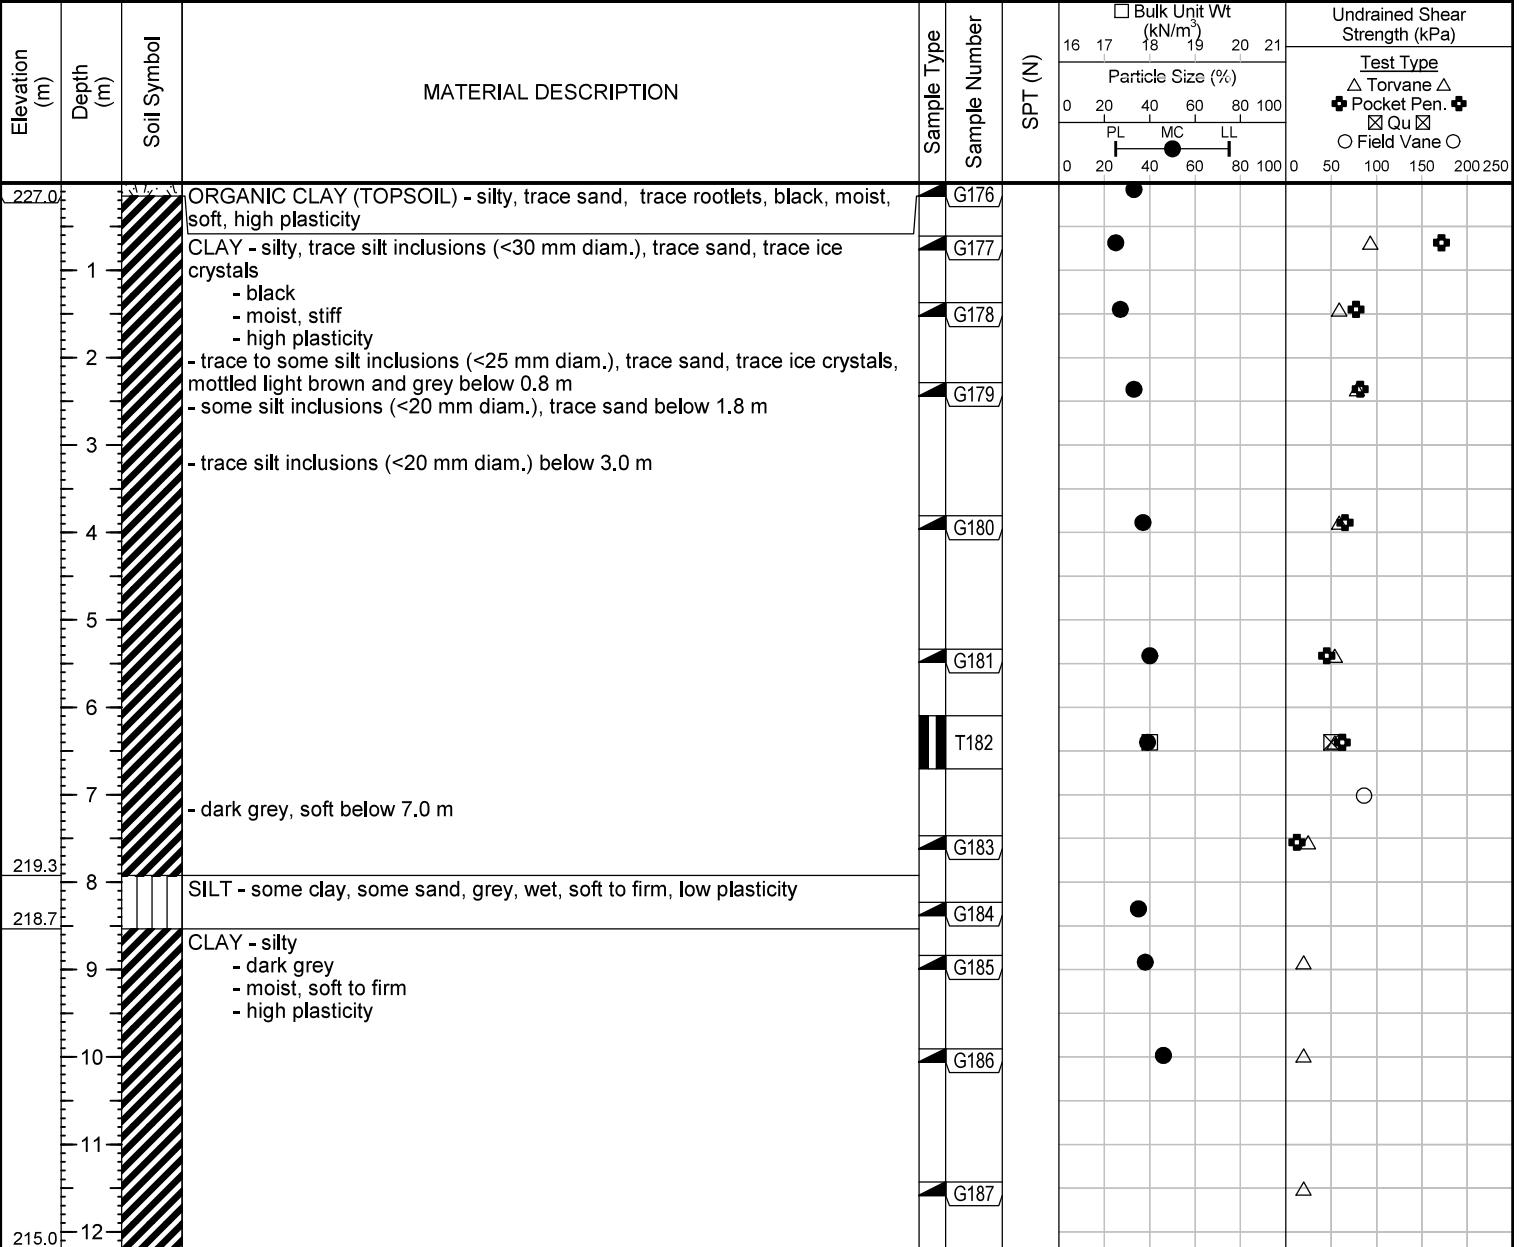 Elevation
(m)
Depth
(m)
Soil Symbol
MATERIAL DESCRIPTION
Sample Type
Sample Number
SPT (N)
Bulk Unit Wt
(kN/m³)
16 17 18 19 20 21
Particle Size (%)
0 20 40 60 80 100
PL MC LL
0 20 40 60 80 100
Undrained Shear
Strength (kPa)
Test Type
△ Torvane △
Pocket Pen.
Qu
○ Field Vane ○
0 50 100 150 200 250
227.0
ORGANIC CLAY (TOPSOIL) - silty, trace sand, trace rootlets, black, moist,
soft, high plasticity
G176
CLAY - silty, trace silt inclusions (<30 mm diam.), trace sand, trace ice
crystals
G177
1
- black
- moist, stiff
G178
- high plasticity
2
- trace to some silt inclusions (<25 mm diam.), trace sand, trace ice crystals,
mottled light brown and grey below 0.8 m
G179
- some silt inclusions (<20 mm diam.), trace sand below 1.8 m
3
- trace silt inclusions (<20 mm diam.) below 3.0 m
4
G180
5
G181
6
T182
7
- dark grey, soft below 7.0 m
G183
219.3
8
SILT - some clay, some sand, grey, wet, soft to firm, low plasticity
G184
218.7
CLAY - silty
- dark grey
9
G185
- moist, soft to firm
- high plasticity
10
G186
11
G187
12
215.0